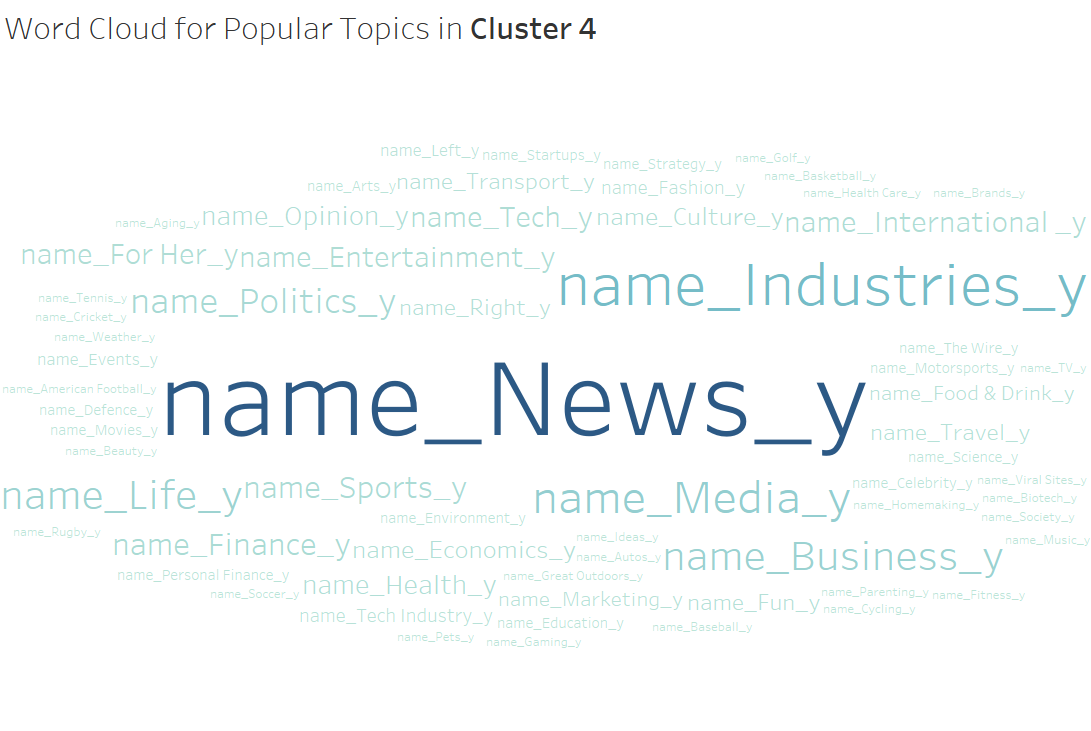 Word Cloud for Popular Topics in Cluster 4
name_Left_y name_Startups_y name_Strategy_y name_Golf_y
name_Basketball_y
name_Arts_y name_Transport_y name_Fashion_y name_Health Care_y name_Brands_y
name_Aging_y name_Opinion_y name_Tech_y name_Culture_y name_International _y
name_For Her_y name_Entertainment_y
name_Industries_y
name_Tennis_y name_Politics_y name_Right_y
name_Cricket_y
name_Weather_y
name_The Wire_y
name_Events_y
name_Motorsports_y name_TV_y
name_American Football_y name_News_y name_Food & Drink_y
name_Defence_y
name_Movies_y name_Travel_y
name_Beauty_y name_Science_y
name_Life_y name_Sports_y name_Media_y name_Celebrity_y name_Viral Sites_y
name_Homemaking_y name_Biotech_y
name_Environment_y name_Society_y
name_Rugby_y name_Ideas_y name_Music_y
name_Finance_y name_Economics_y name_Autos_y name_Business_y
name_Personal Finance_y name_Great Outdoors_y
name_Soccer_y name_Health_y name_Marketing_y name_Fun_y name_Parenting_y name_Fitness_y
name_Cycling_y
name_Tech Industry_y name_Education_y name_Baseball_y
name_Pets_y name_Gaming_y